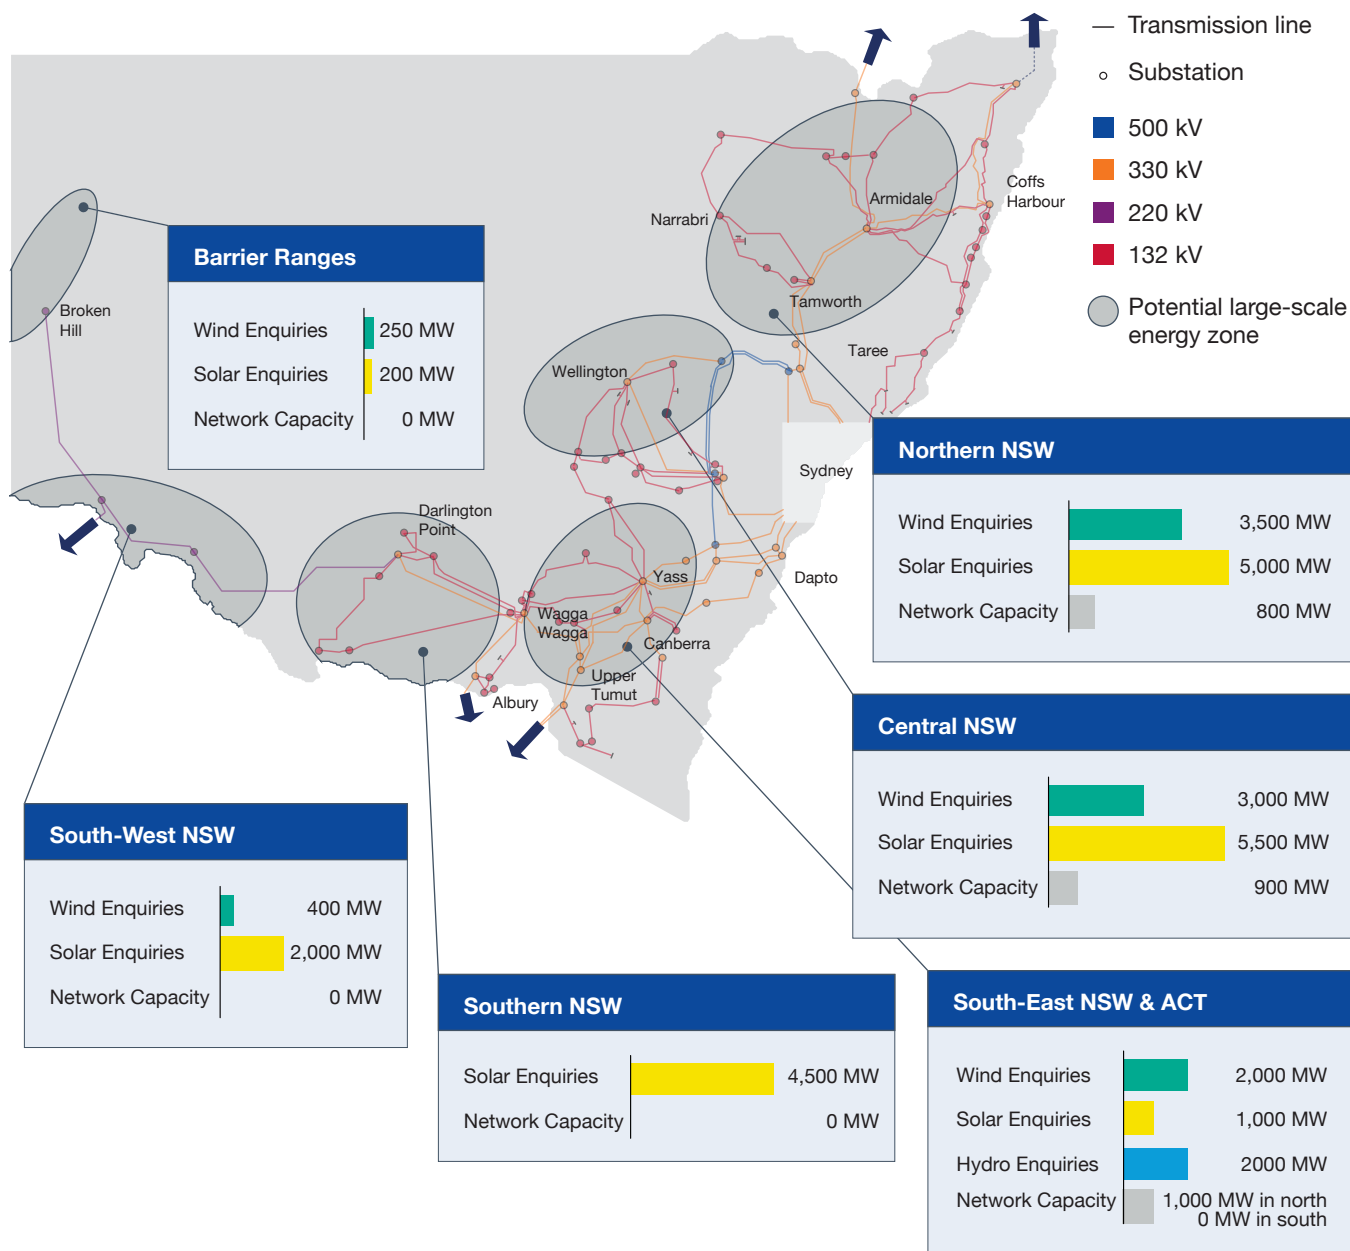 Transmission line
Substation
500 kV
330 kV
220 kV
132 kV
Potential large-scale
energy zone
Armidale
Coffs
Harbour
Narrabri
Tamworth
Taree
Broken
Hill
Wellington
Sydney
Darlington
Point
Yass
Dapto
Wagga
Wagga
Canberra
Upper
Tumut
Albury
Barrier Ranges
Wind Enquiries 250 MW
Solar Enquiries 200 MW
Network Capacity 0 MW
Northern NSW
Wind Enquiries 3,500 MW
Solar Enquiries 5,000 MW
Network Capacity 800 MW
Central NSW
Wind Enquiries 3,000 MW
Solar Enquiries 5,500 MW
Network Capacity 900 MW
South-West NSW
Wind Enquiries 400 MW
Solar Enquiries 2,000 MW
Network Capacity 0 MW
Southern NSW
Solar Enquiries 4,500 MW
Network Capacity 0 MW
South-East NSW & ACT
Wind Enquiries 2,000 MW
Solar Enquiries 1,000 MW
Hydro Enquiries 2000 MW
Network Capacity 1,000 MW in north
0 MW in south